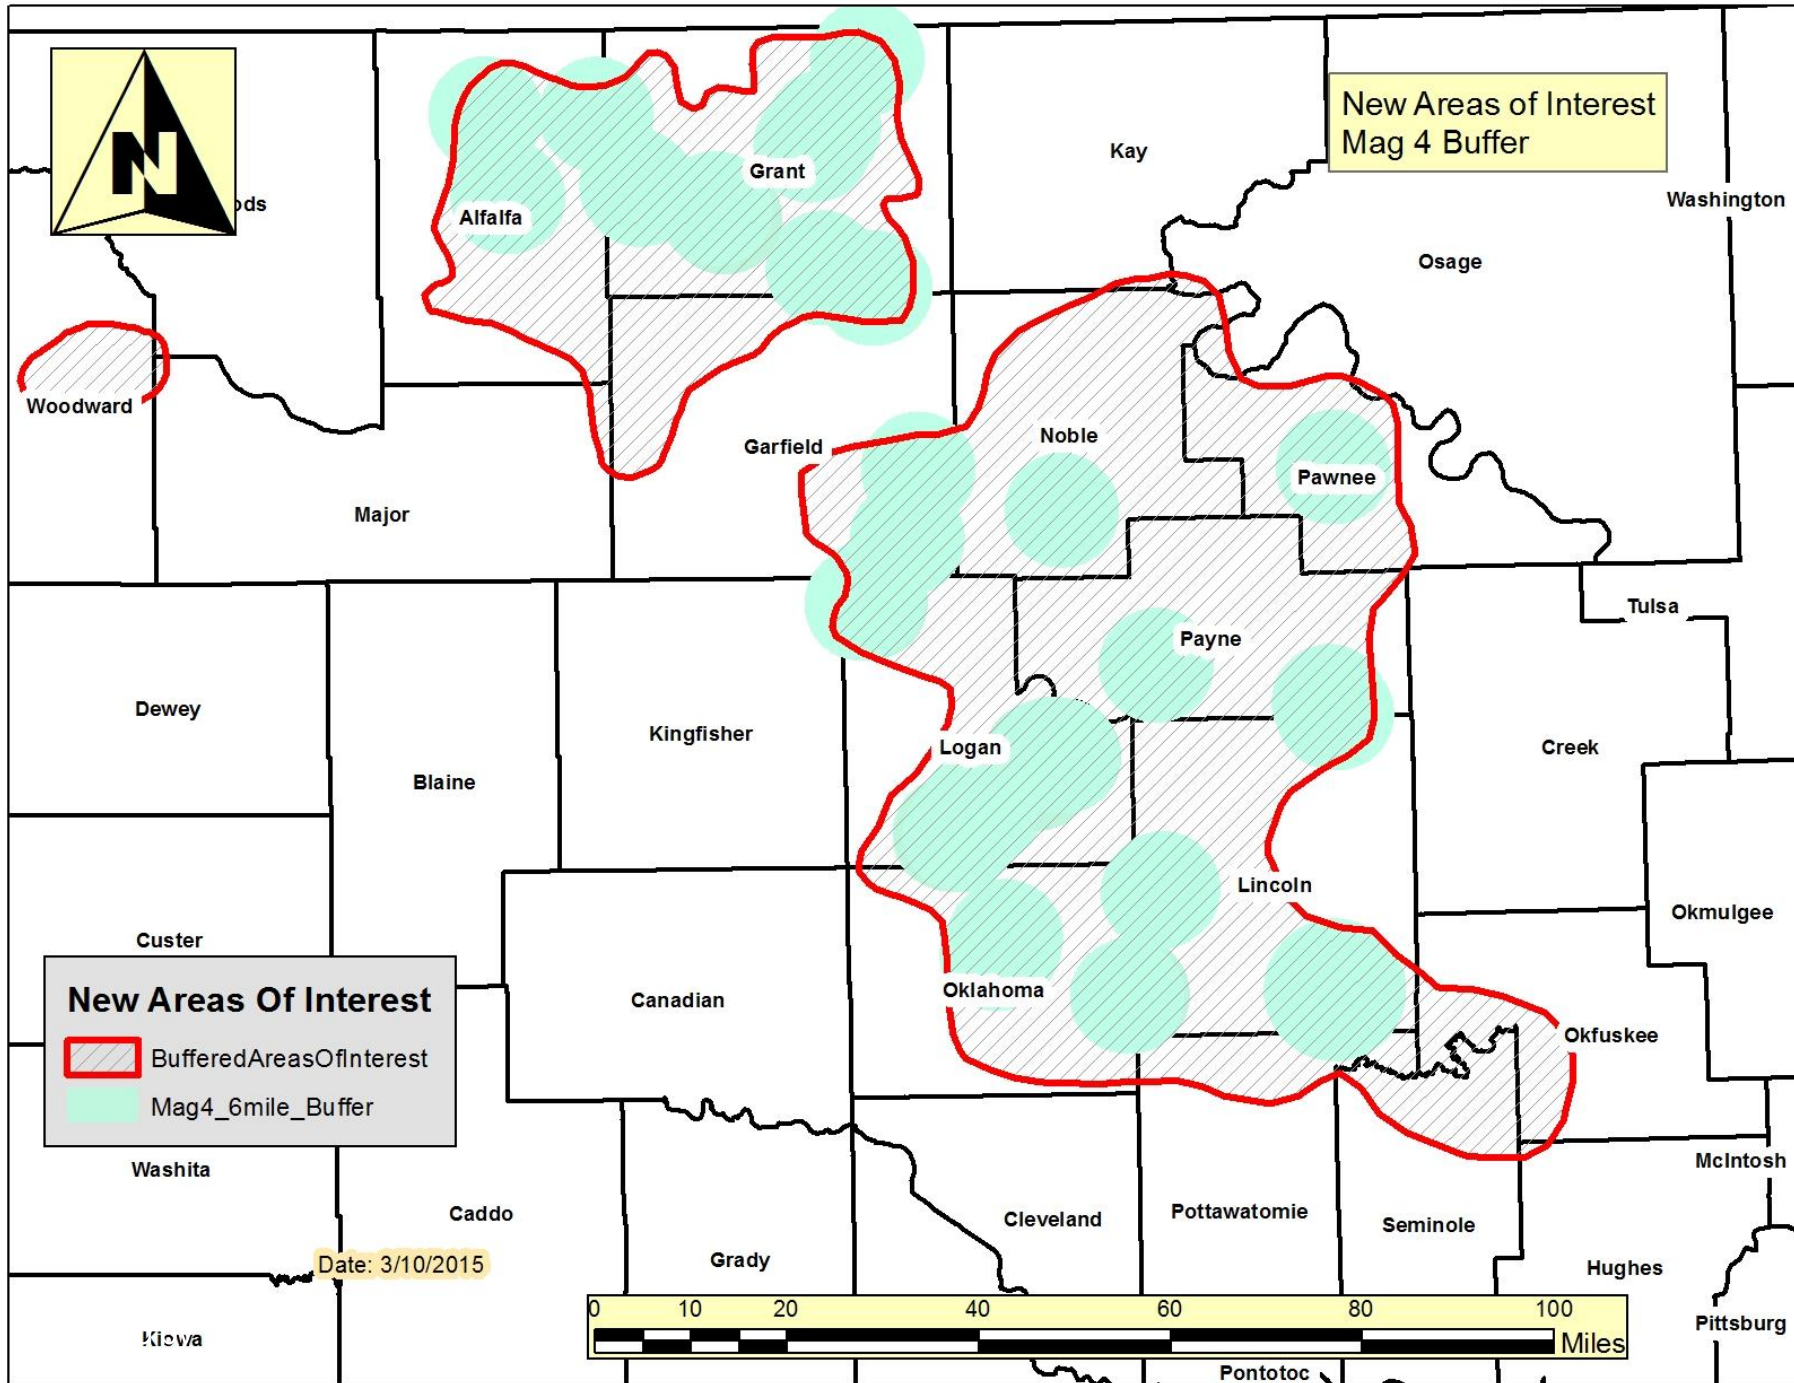 New Areas of Interest
Mag 4 Buffer
N
ods
Alfalfa
Grant
Kay
Washington
Osage
Woodward
Garfield
Noble
Pawnee
Major
Tulsa
Payne
Dewey
Kingfisher
Logan
Creek
Blaine
Lincoln
Okmulgee
Custer
Canadian
Oklahoma
Okfuskee
New Areas Of Interest
BufferedAreasOfInterest
Mag4_6mile_Buffer
Washita
McIntosh
Caddo
Cleveland
Pottawatomie
Seminole
Grady
Hughes
Date: 3/10/2015
0 10 20 40 60 80 100
Miles
Kiowa
Pittsburg
Pontotoc